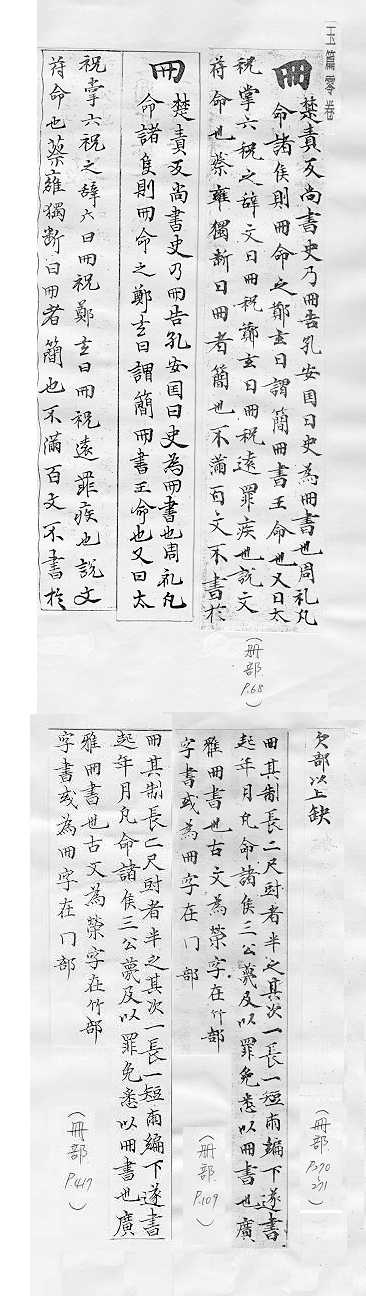 玉篇零卷
冊 楚責反尚書史乃冊告孔安国曰史為冊書也周礼凡
命諸侯則冊命之鄭玄曰謂簡冊書王命也又曰太
祝掌六祝之辞文曰冊祝鄭玄曰冊祝遠罪疾也說文
符命也蔡雍獨斷曰冊者簡也不滿百文不書於
(冊部 P.68)
冊 楚責反尚書史乃冊告孔安国曰史為冊書也周礼凡
命諸侯則冊命之鄭玄曰謂簡冊書王命也又曰太
祝掌六祝之辞六曰冊祝鄭玄曰冊祝遠罪疾也說文
符命也蔡雍獨斷曰冊者簡也不滿百文不書於
欠部以上缺
(冊部 P.270 271)
冊其制長二尺對者半之其次一長一短兩編下遂書
起年月凡命諸侯三公薨及以罪免悉以冊書也廣
雅冊書也古文為䇲字在竹部
字書或為冊字在冂部
(冊部 P.109)
冊其制長二尺對者半之其次一長一短兩編下遂書
起年月凡命諸侯三公薨及以罪免悉以冊書也廣
雅冊書也古文為䇲字在竹部
字書或為冊字在冂部
(冊部 P.417)